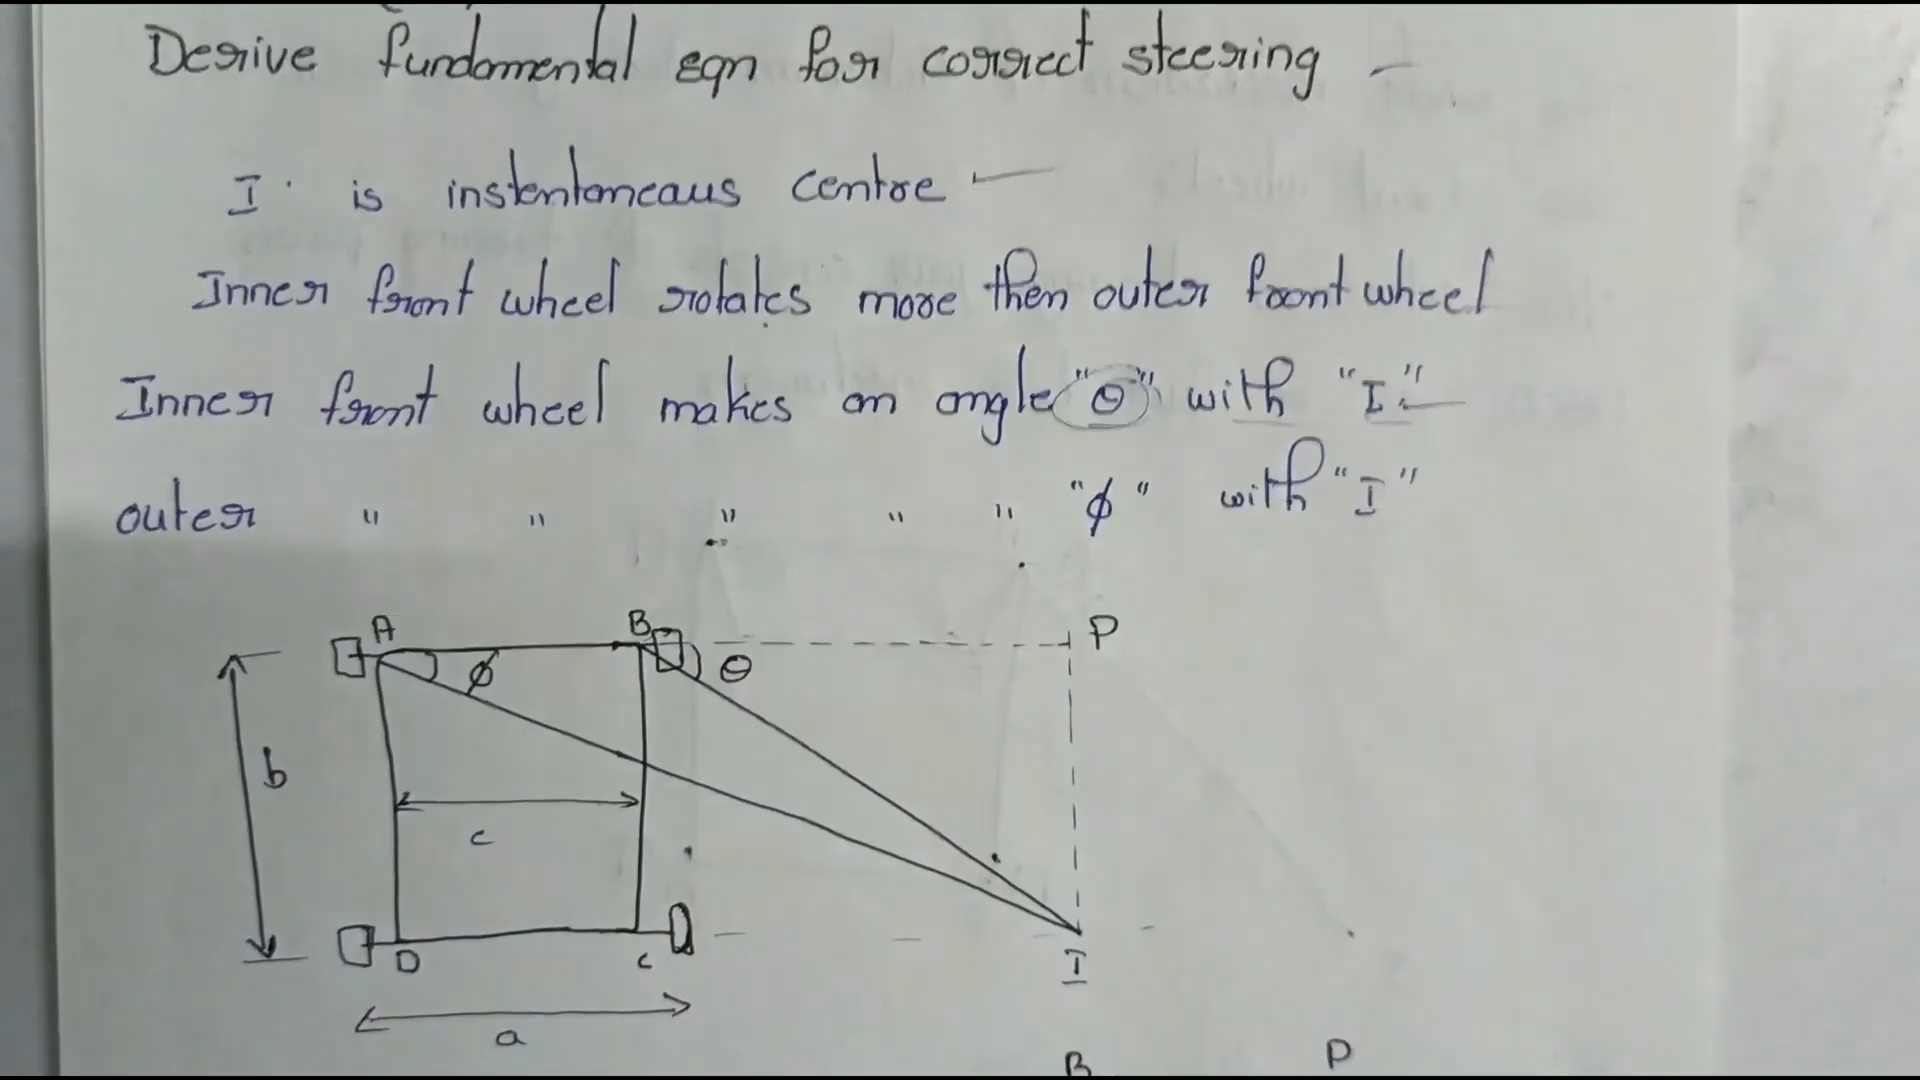 Derive fundamental eqn for correct steering -
I is instentoneaus centre -
Inner front wheel rotates more then outer front wheel
Inner front wheel makes an angle "θ" with "I"
outer " " " " " "ϕ" with "I"
A B P
ϕ θ
b
c
D C I
a
B P